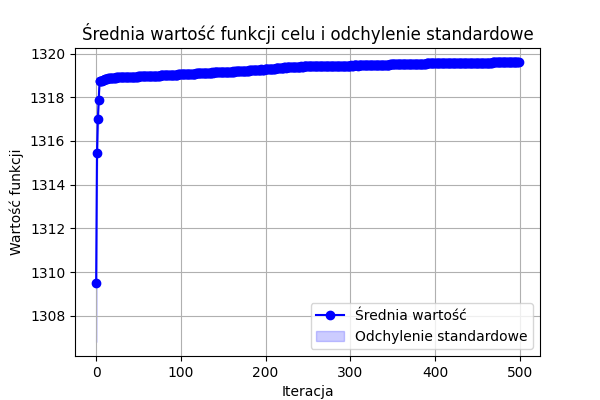 Średnia wartość funkcji celu i odchylenie standardowe
1320
1318
1316
1314
1312
1310
1308
Wartość funkcji
0 100 200 300 400 500
Iteracja
Średnia wartość
Odchylenie standardowe